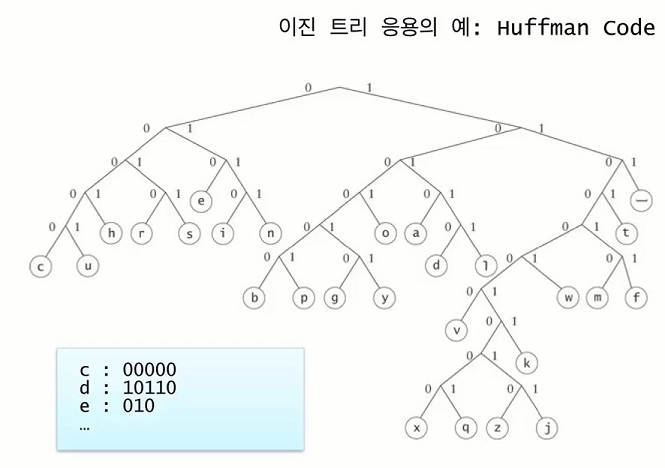 이진 트리 응용의 예: Huffman Code
0 1
0 1 0 1
0 1 0 1 0 1 0 1
0 1 0 1 0 1 0 1 0 1 0 1
e —
0 1 0 1 0 1 0 1
h r s i n o a t
0 1 0 1 0 1 0 1
c u d l
b p g y w m f
0 1
v 0 1
0 1 k
0 1 0 1
x q z j
c : 00000
d : 10110
e : 010
…